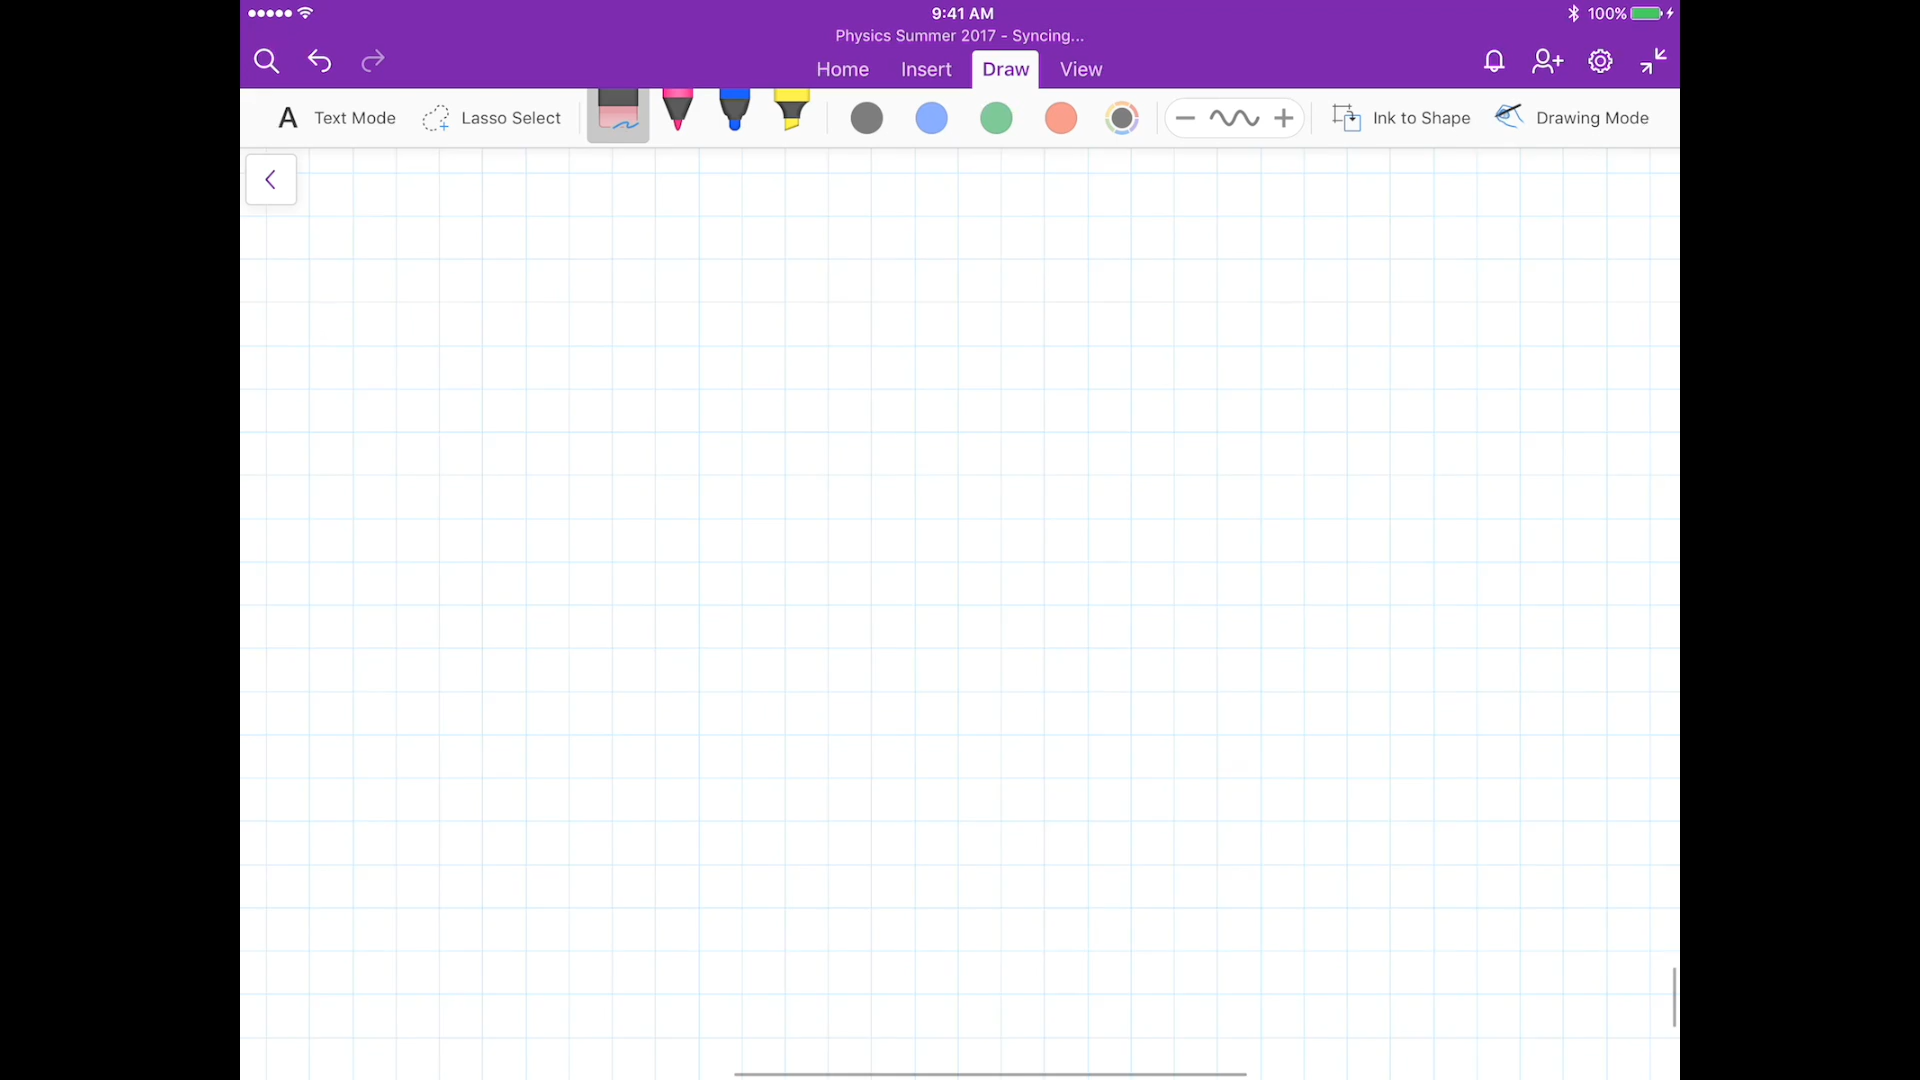 9:41 AM
100%
Physics Summer 2017 - Syncing...
Home Insert Draw View
A Text Mode Lasso Select Ink to Shape Drawing Mode